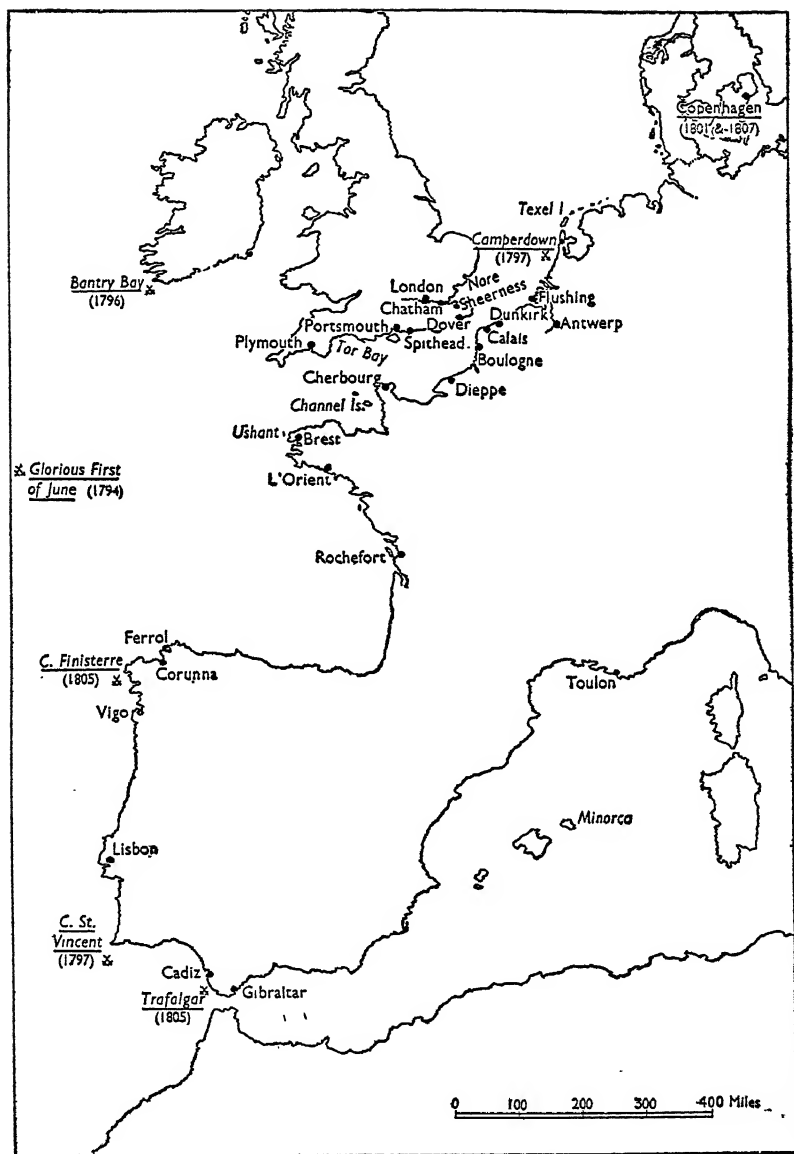 Copenhagen
(1801 & 1807)
Texel I
Camperdown
(1797)
Bantry Bay
(1796)
London
Nore
Chatham
Sheerness
Flushing
Portsmouth
Dover
Dunkirk
Antwerp
Plymouth
Tor Bay
Spithead
Calais
Boulogne
Cherbourg
Dieppe
Channel Is.
Ushant
Brest
Glorious First
of June (1794)
L'Orient
Rochefort
Ferrol
C. Finisterre
(1805)
Corunna
Toulon
Vigo
Minorca
Lisbon
C. St.
Vincent
(1797)
Cadiz
Gibraltar
Trafalgar
(1805)
0 100 200 300 400 Miles